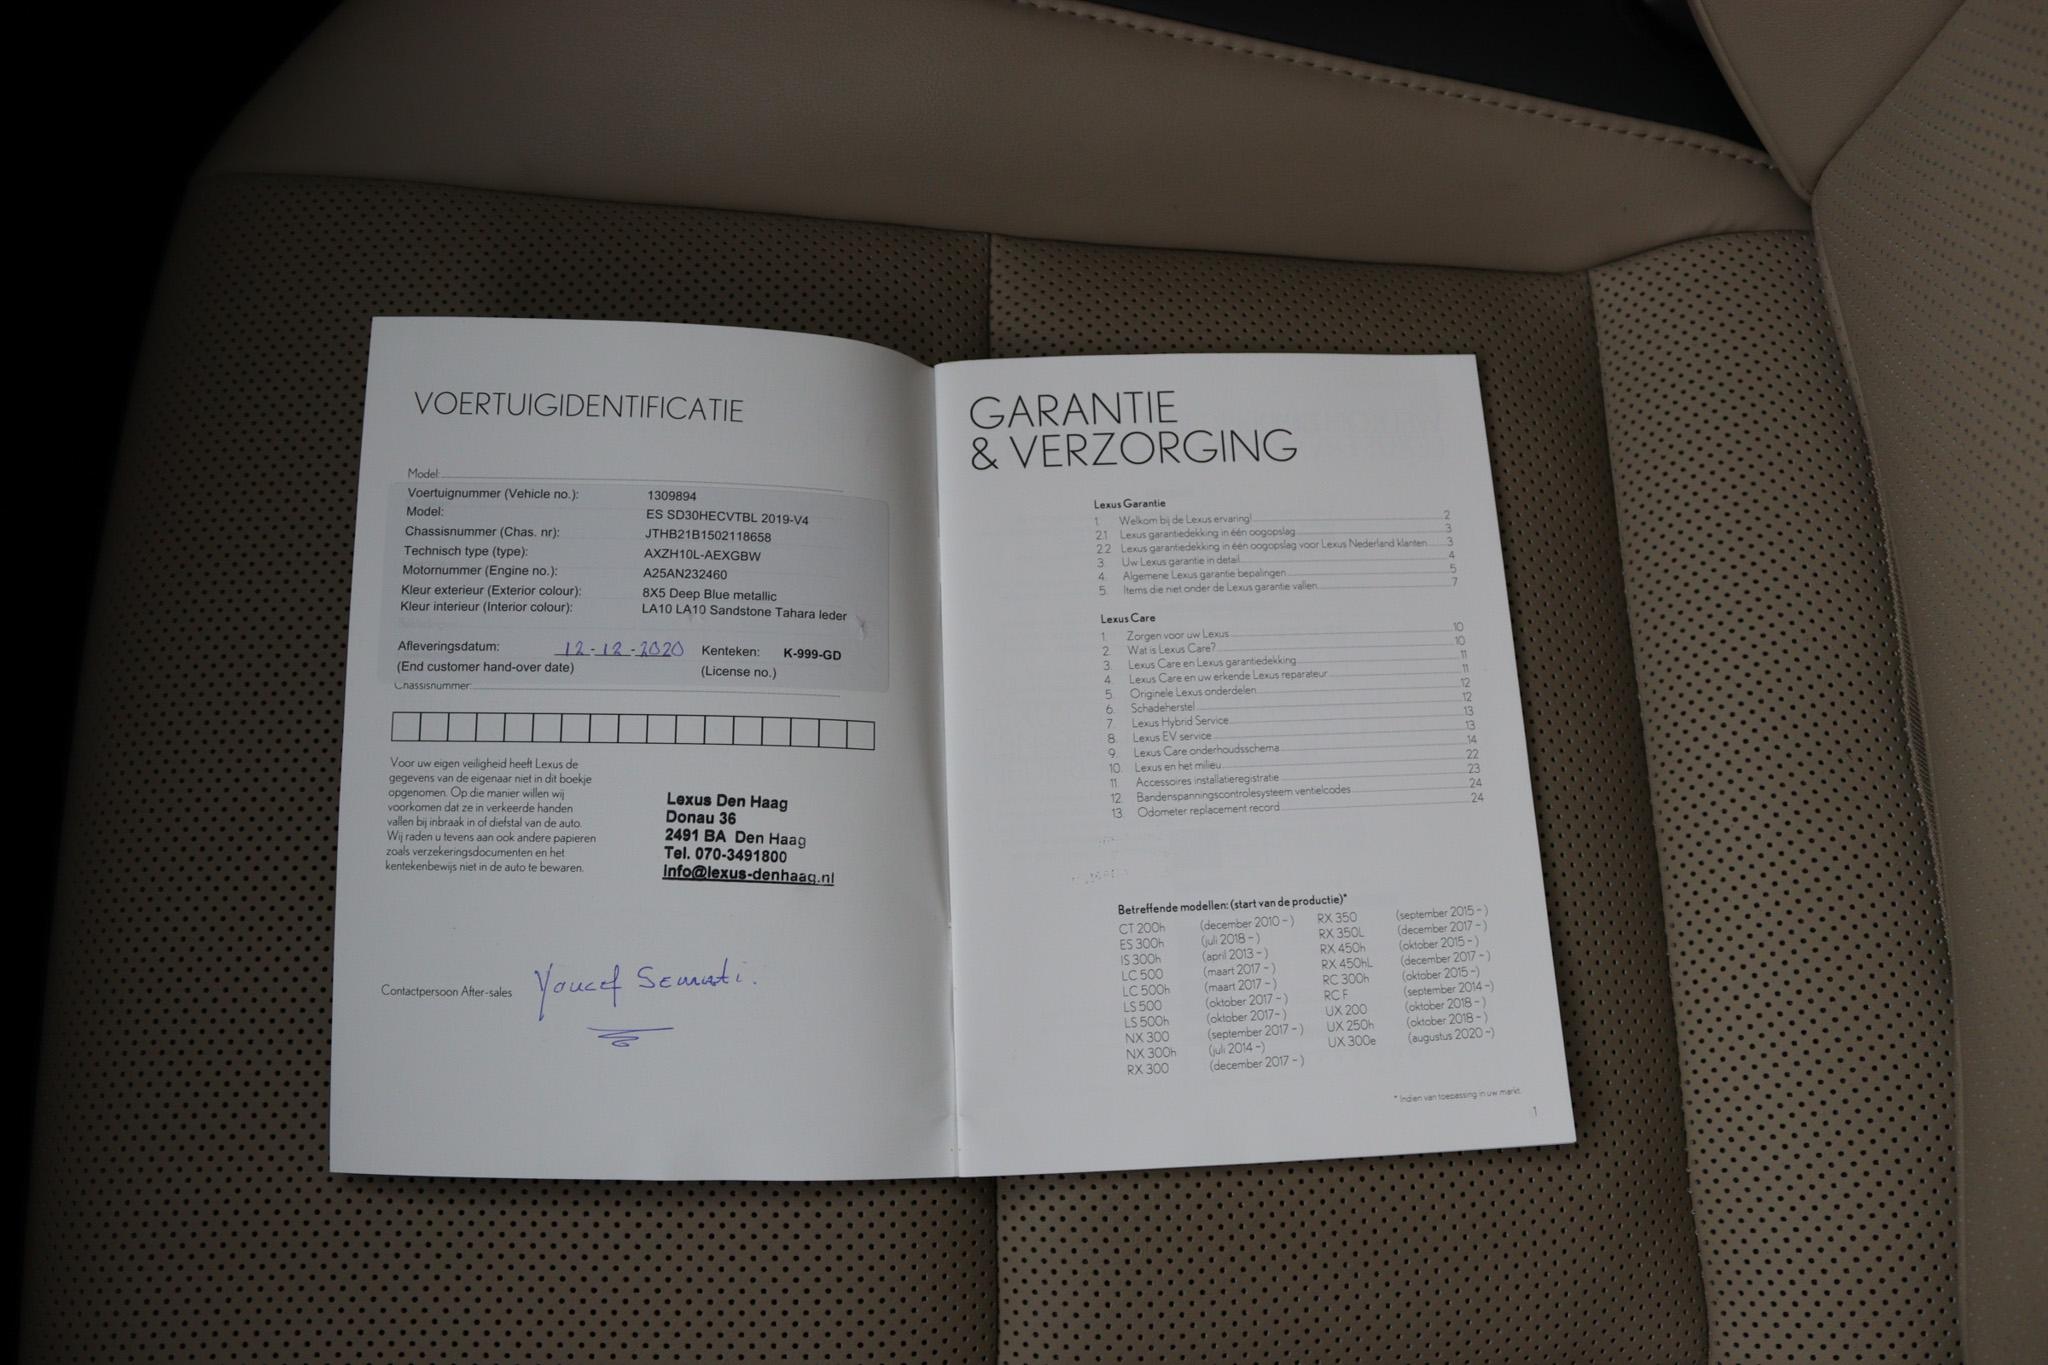 VOERTUIGIDENTIFICATIE
Model:
Voertuignummer (Vehicle no.): 1309894
Model: ES SD30HECVTBL 2019-V4
Chassisnummer (Chas. nr): JTHB21B1502118658
Technisch type (type): AXZH10L-AEXGBW
Motornummer (Engine no.): A25AN232460
Kleur exterieur (Exterior colour): 8X5 Deep Blue metallic
Kleur interieur (Interior colour): LA10 LA10 Sandstone Tahara leder
Afleveringsdatum: 12-12-2020 Kenteken: K-999-GD
(End customer hand-over date) (License no.)
Chassisnummer:
Voor uw eigen veiligheid heeft Lexus de
gegevens van de eigenaar niet in dit boekje
opgenomen. Op die manier willen wij
voorkomen dat ze in verkeerde handen
vallen bij inbraak in of diefstal van de auto.
Wij raden u tevens aan ook andere papieren
zoals verzekeringsdocumenten en het
kentekenbewijs niet in de auto te bewaren.
Lexus Den Haag
Donau 36
2491 BA Den Haag
Tel. 070-3491800
Info@lexus-denhaag.nl
Contactpersoon After-sales Youcef
GARANTIE
& VERZORGING
Lexus Garantie
1. Welkom bij de Lexus ervaring! 2
2.1 Lexus garantiedekking in één oogopslag 3
2.2 Lexus garantiedekking in één oogopslag voor Lexus Nederland klanten 3
3. Uw Lexus garantie in detail 4
4. Algemene Lexus garantie bepalingen 5
5. Items die niet onder de Lexus garantie vallen 7
Lexus Care
1. Zorgen voor uw Lexus 10
2. Wat is Lexus Care? 10
3. Lexus Care en Lexus garantiedekking 11
4. Lexus Care en uw erkende Lexus reparateur 11
5. Originele Lexus onderdelen 12
6. Schadeherstel 12
7. Lexus Hybrid Service 13
8. Lexus EV service 13
9. Lexus Care onderhoudsschema 14
10. Lexus en het milieu 22
11. Accessoires installatieregistratie 23
12. Bandenspanningscontrolesysteem ventielcodes 24
13. Odometer replacement record 24
Betreffende modellen: (start van de productie)*
CT 200h (december 2010 -) RX 350 (september 2015 -)
ES 300h (juli 2018 -) RX 350L (december 2017 -)
IS 300h (april 2013 -) RX 450h (oktober 2015 -)
LC 500 (maart 2017 -) RX 450hL (december 2017 -)
LC 500h (maart 2017 -) RC 300h (oktober 2015 -)
LS 500 (oktober 2017 -) RC F (september 2014 -)
LS 500h (oktober 2017 -) UX 200 (oktober 2018 -)
NX 300 (september 2017 -) UX 250h (oktober 2018 -)
NX 300h (juli 2014 -) UX 300e (augustus 2020 -)
RX 300 (december 2017 -)
* Indien van toepassing in uw markt.
1